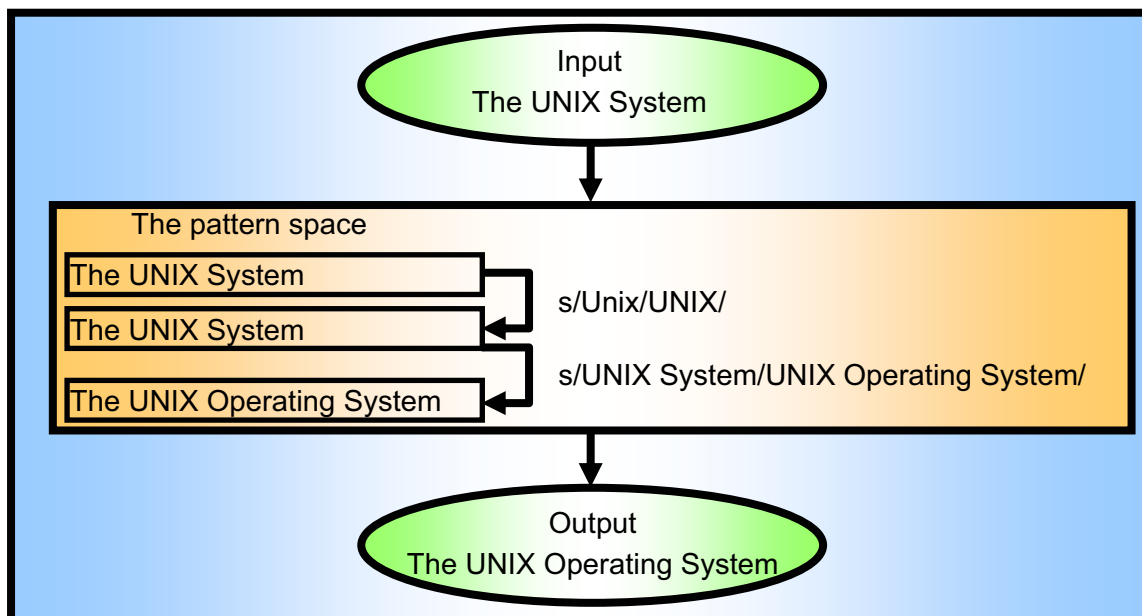 Input
The UNIX System
The pattern space
The UNIX System
s/Unix/UNIX/
The UNIX System
s/UNIX System/UNIX Operating System/
The UNIX Operating System
Output
The UNIX Operating System